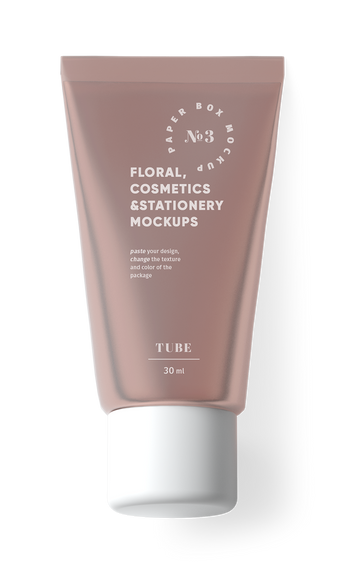 PAPER BOX MOCKUP
№3
FLORAL,
COSMETICS
&STATIONERY
MOCKUPS
paste your design,
change the texture
and color of the
package
TUBE
30 ml